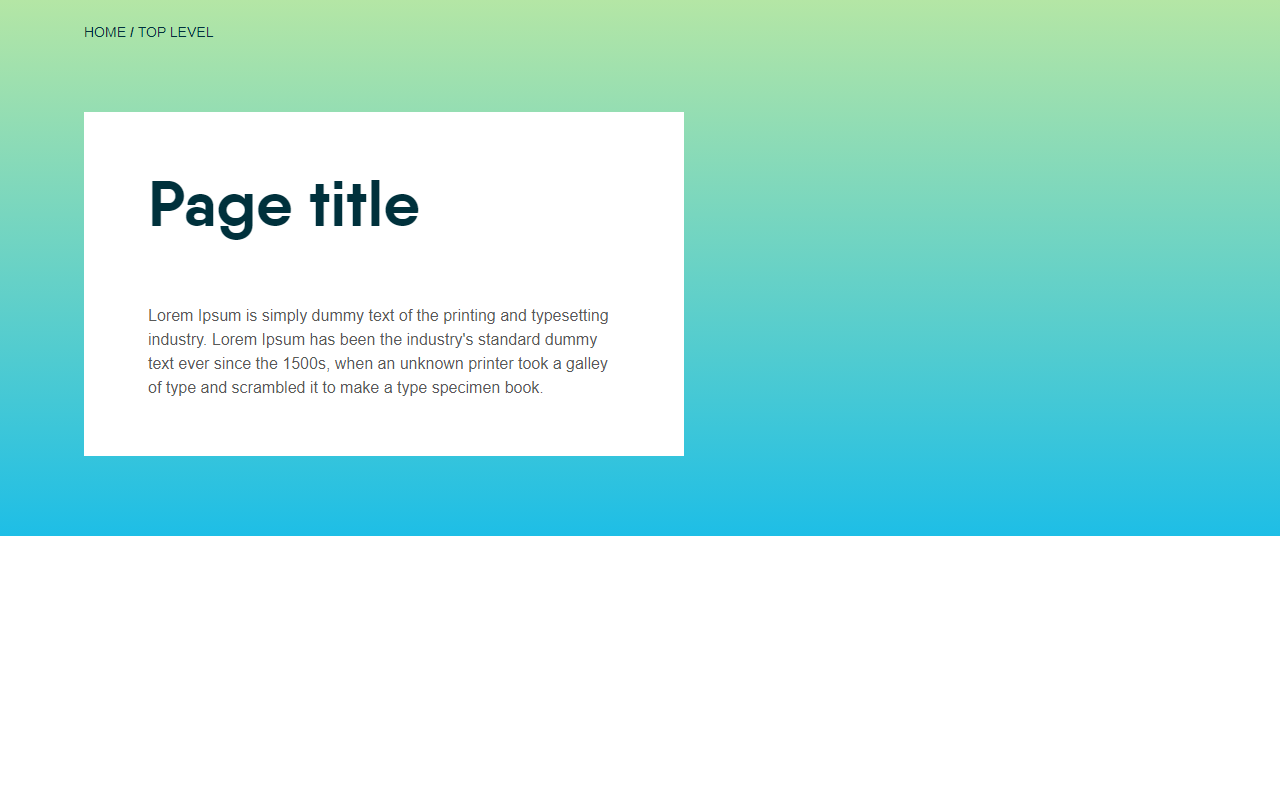 HOME / TOP LEVEL
Page title
Lorem Ipsum is simply dummy text of the printing and typesetting
industry. Lorem Ipsum has been the industry's standard dummy
text ever since the 1500s, when an unknown printer took a galley
of type and scrambled it to make a type specimen book.